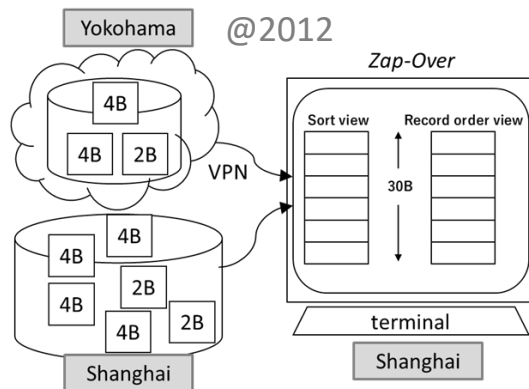 Yokohama
@2012
4B
4B
2B
VPN
4B
4B
4B
2B
4B
2B
Shanghai
Zap-Over
Sort view
Record order view
30B
terminal
Shanghai